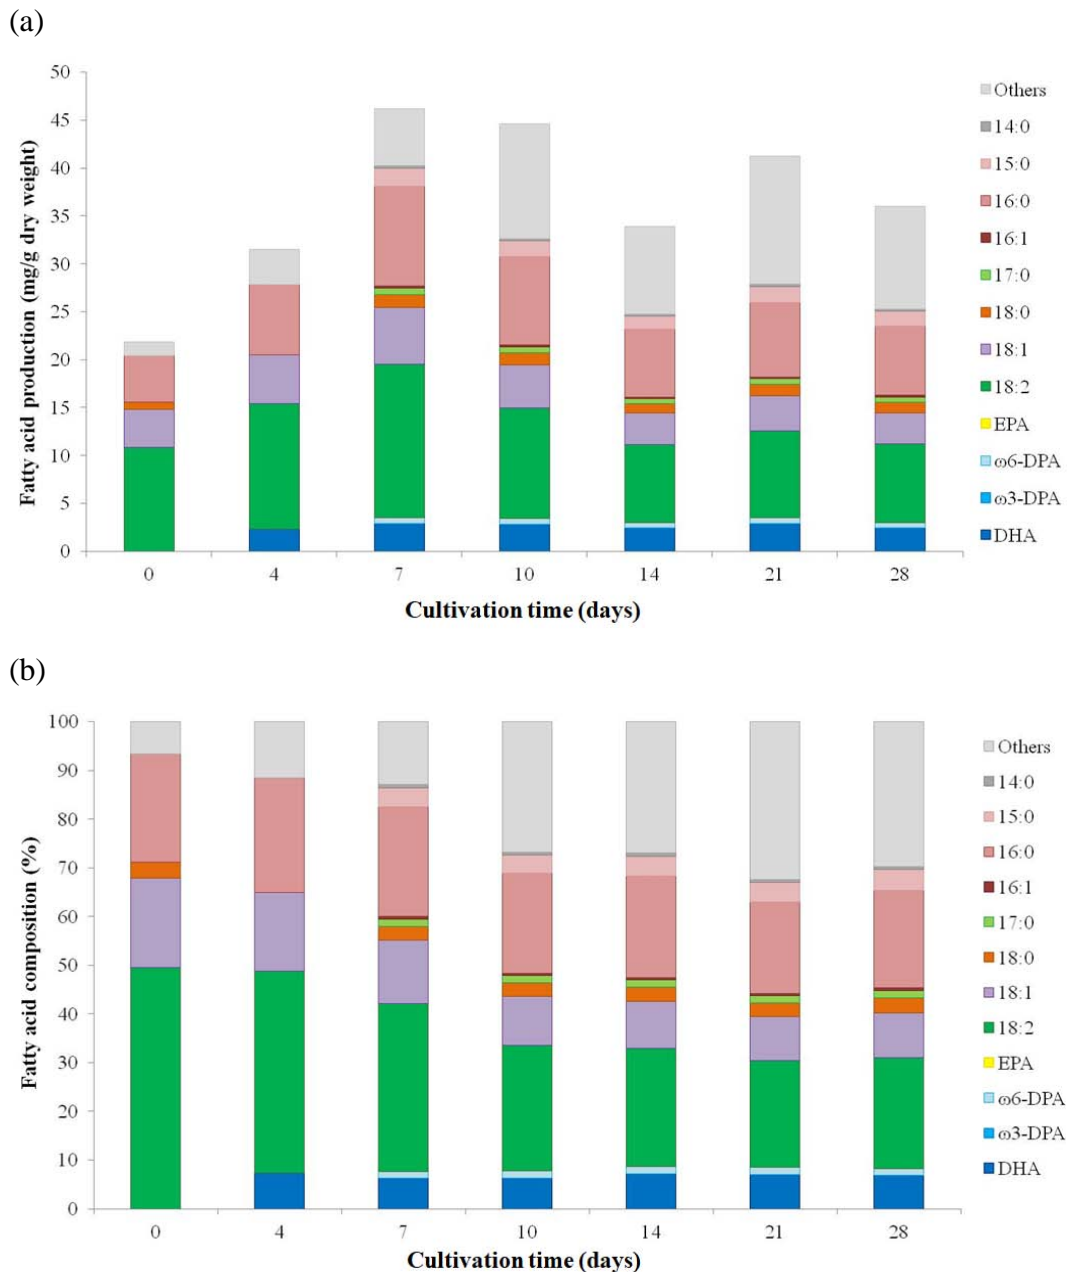 (a)
Fatty acid production (mg/g dry weight)
50
45
40
35
30
25
20
15
10
5
0
0 4 7 10 14 21 28
Cultivation time (days)
Others
14:0
15:0
16:0
16:1
17:0
18:0
18:1
18:2
EPA
ω6-DPA
ω3-DPA
DHA
(b)
Fatty acid composition (%)
100
90
80
70
60
50
40
30
20
10
0
0 4 7 10 14 21 28
Cultivation time (days)
Others
14:0
15:0
16:0
16:1
17:0
18:0
18:1
18:2
EPA
ω6-DPA
ω3-DPA
DHA